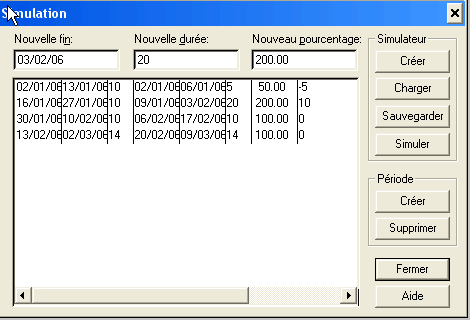 Simulation
Nouvelle fin: Nouvelle durée: Nouveau pourcentage:
03/02/06 20 200.00
02/01/06 13/01/06 10 02/01/06 06/01/06 5 50.00 -5
16/01/06 27/01/06 10 09/01/06 03/02/06 20 200.00 10
30/01/06 10/02/06 10 06/02/06 17/02/06 10 100.00 0
13/02/06 02/03/06 14 20/02/06 09/03/06 14 100.00 0
Simulateur
Créer
Charger
Sauvegarder
Simuler
Période
Créer
Supprimer
Fermer
Aide